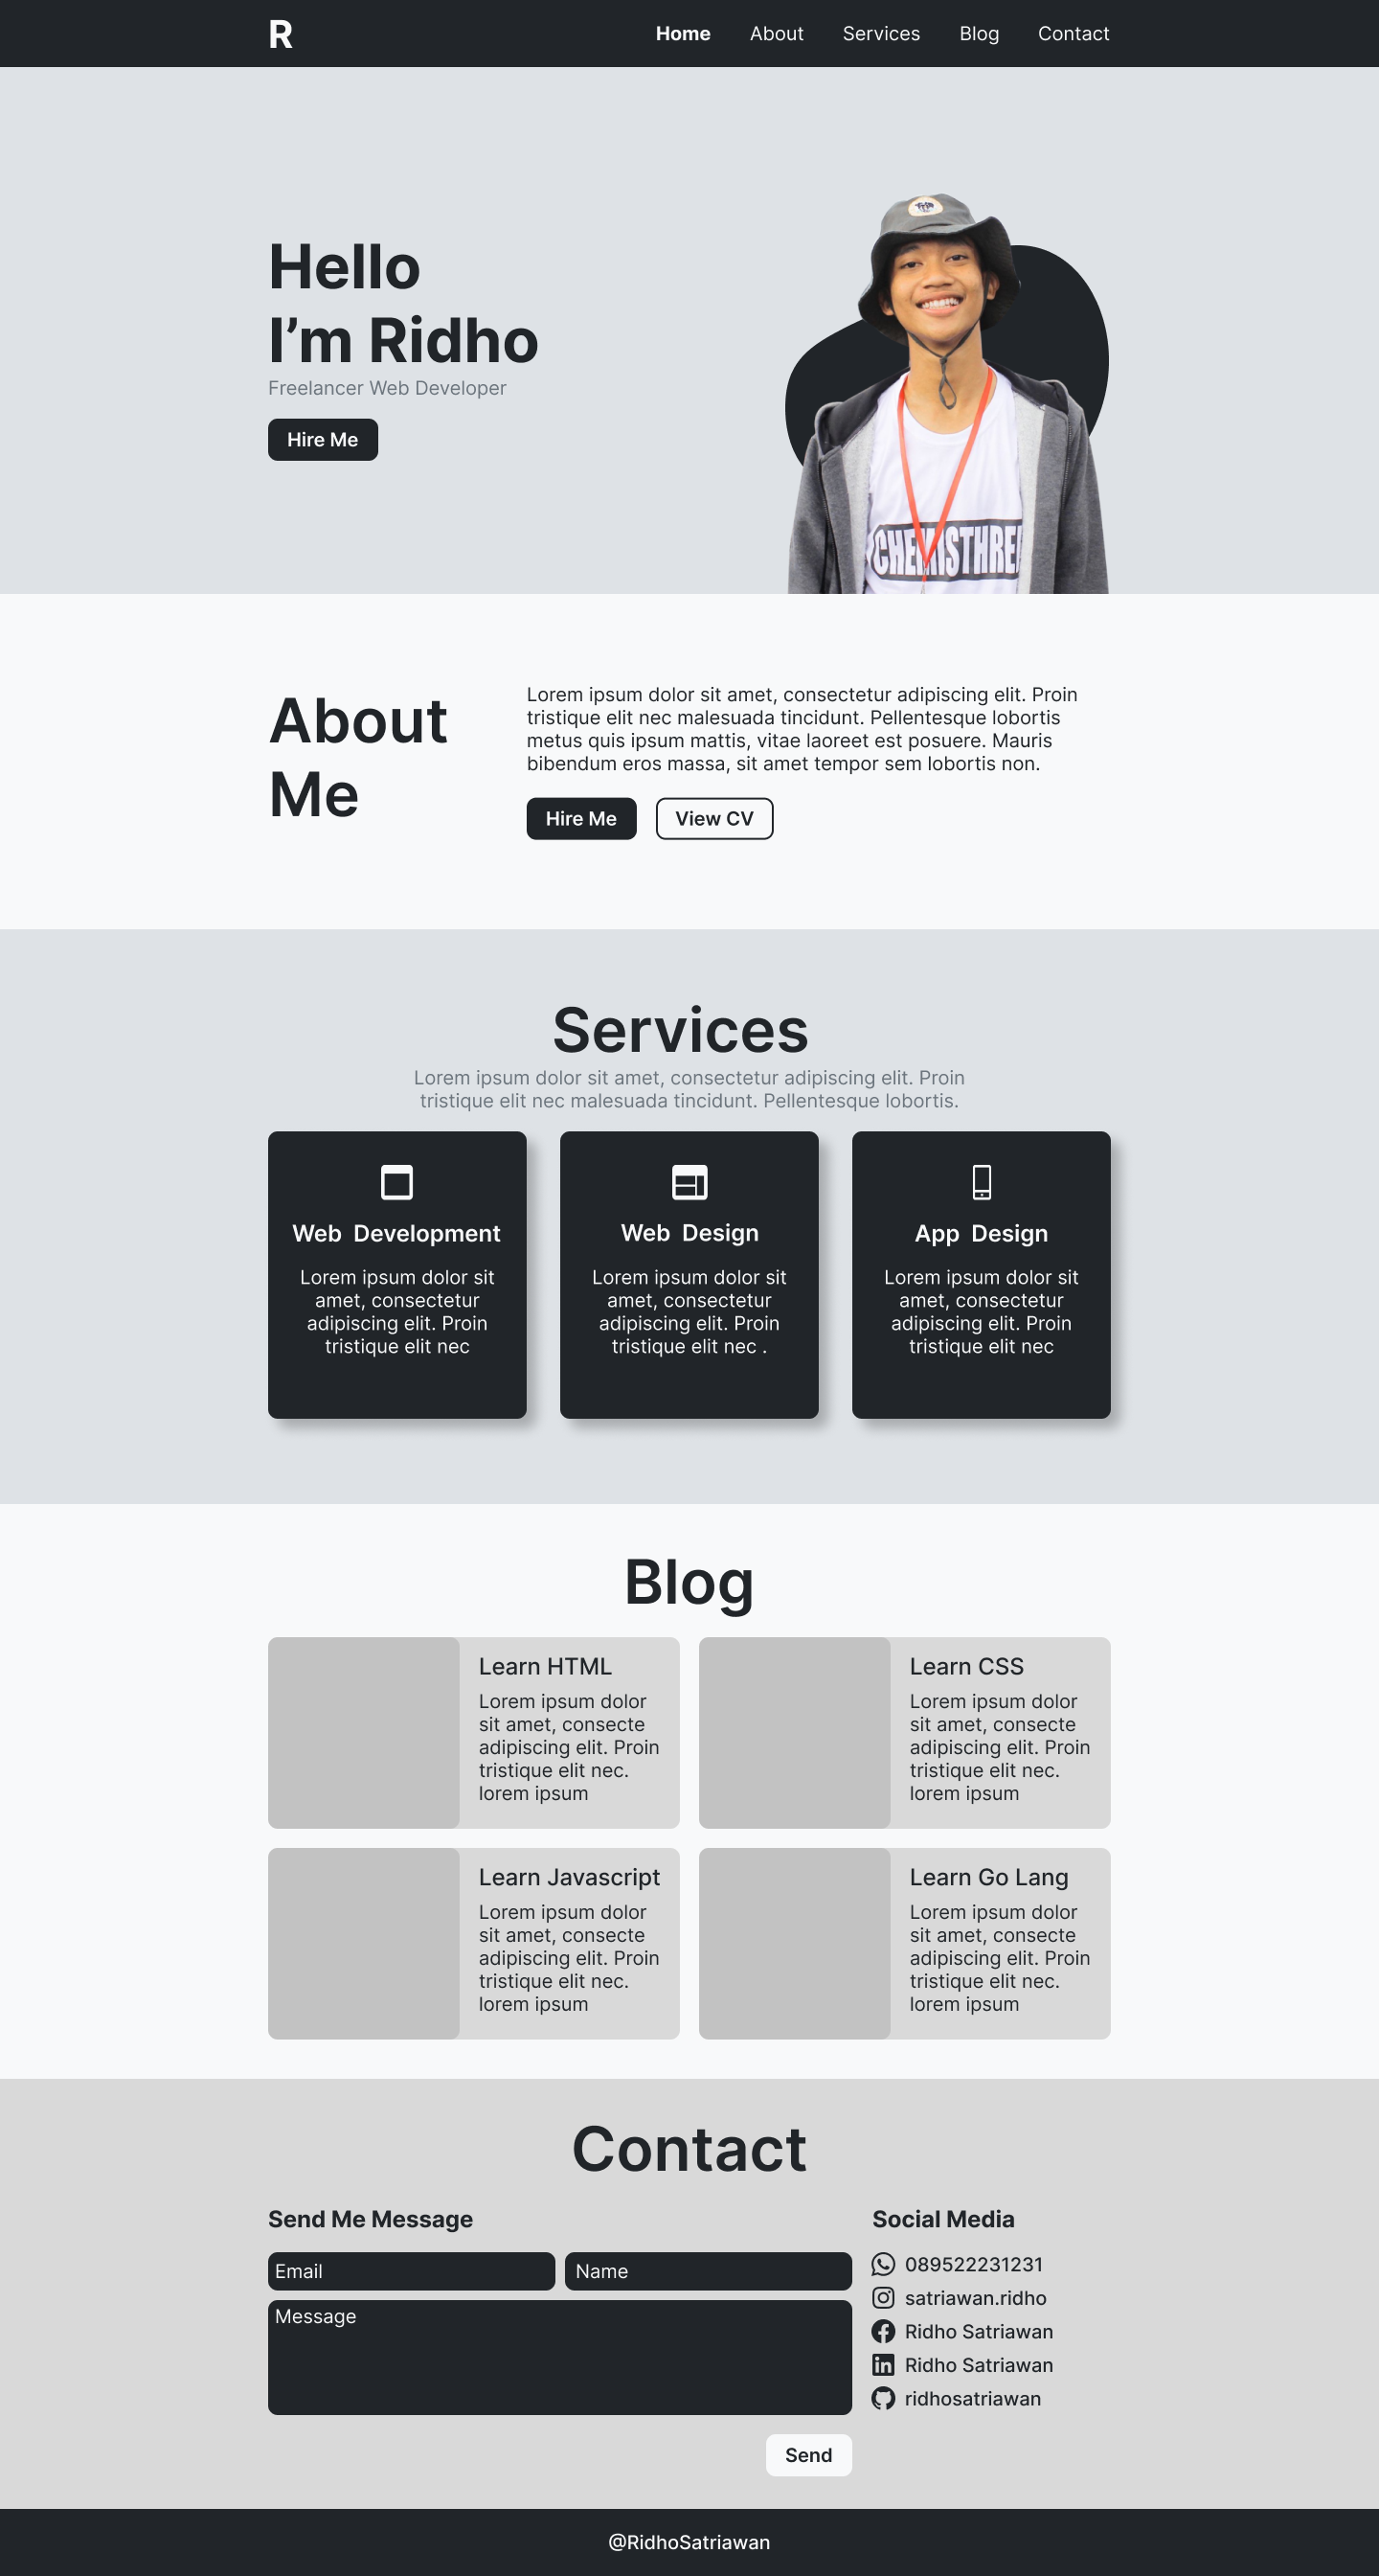 R
Home About Services Blog Contact
Hello
I’m Ridho
Freelancer Web Developer
Hire Me
About
Me
Lorem ipsum dolor sit amet, consectetur adipiscing elit. Proin
tristique elit nec malesuada tincidunt. Pellentesque lobortis
metus quis ipsum mattis, vitae laoreet est posuere. Mauris
bibendum eros massa, sit amet tempor sem lobortis non.
Hire Me View CV
Services
Lorem ipsum dolor sit amet, consectetur adipiscing elit. Proin
tristique elit nec malesuada tincidunt. Pellentesque lobortis.
Web Development
Lorem ipsum dolor sit
amet, consectetur
adipiscing elit. Proin
tristique elit nec
Web Design
Lorem ipsum dolor sit
amet, consectetur
adipiscing elit. Proin
tristique elit nec .
App Design
Lorem ipsum dolor sit
amet, consectetur
adipiscing elit. Proin
tristique elit nec
Blog
Learn HTML
Lorem ipsum dolor
sit amet, consecte
adipiscing elit. Proin
tristique elit nec.
lorem ipsum
Learn CSS
Lorem ipsum dolor
sit amet, consecte
adipiscing elit. Proin
tristique elit nec.
lorem ipsum
Learn Javascript
Lorem ipsum dolor
sit amet, consecte
adipiscing elit. Proin
tristique elit nec.
lorem ipsum
Learn Go Lang
Lorem ipsum dolor
sit amet, consecte
adipiscing elit. Proin
tristique elit nec.
lorem ipsum
Contact
Send Me Message
Email
Name
Message
Send
Social Media
089522231231
satriawan.ridho
Ridho Satriawan
Ridho Satriawan
ridhosatriawan
@RidhoSatriawan